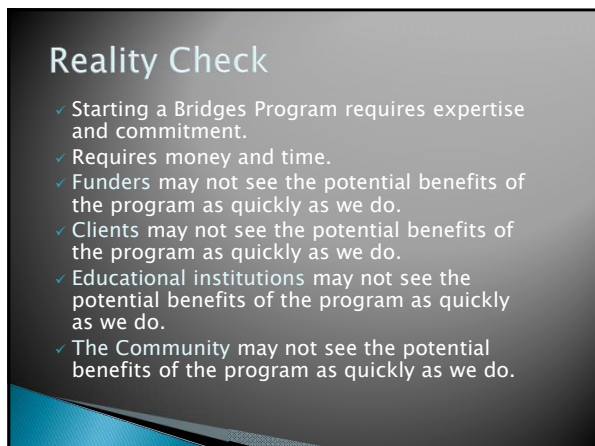 Reality Check
✓ Starting a Bridges Program requires expertise
and commitment.
✓ Requires money and time.
✓ Funders may not see the potential benefits of
the program as quickly as we do.
✓ Clients may not see the potential benefits of
the program as quickly as we do.
✓ Educational institutions may not see the
potential benefits of the program as quickly
as we do.
✓ The Community may not see the potential
benefits of the program as quickly as we do.